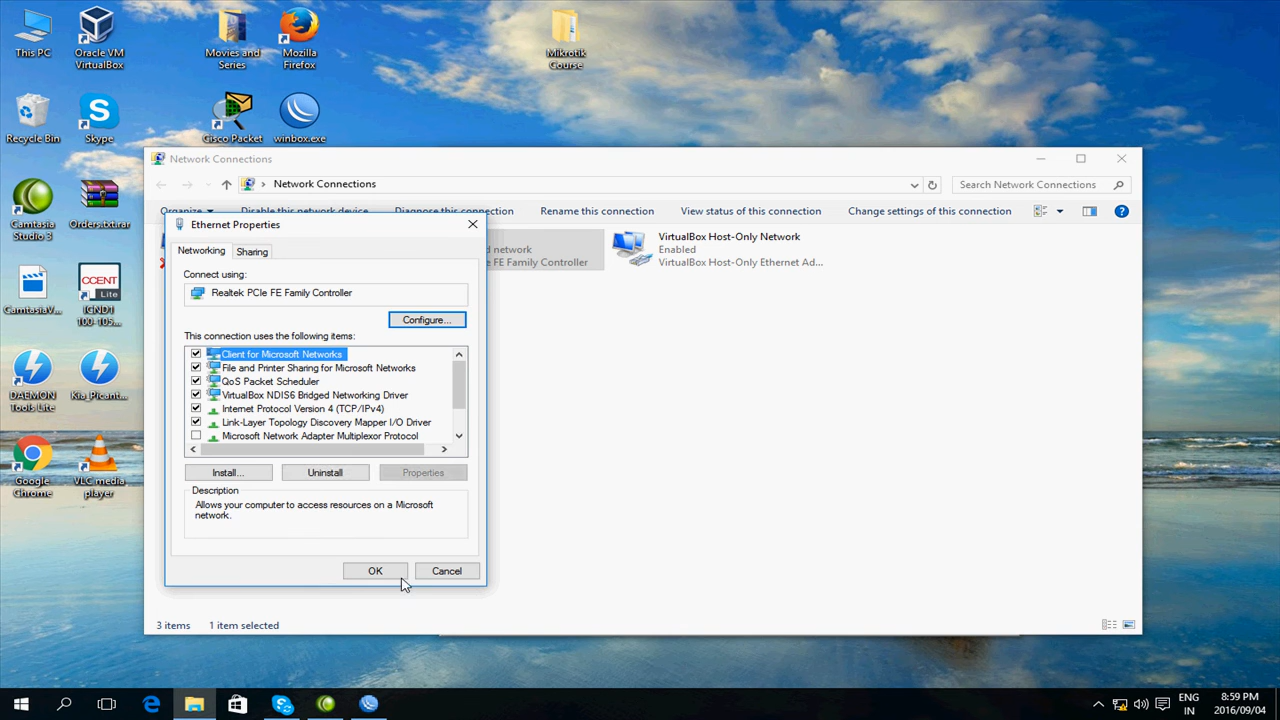 This PC
Oracle VM
VirtualBox
Movies and
Series
Mozilla
Firefox
Mikrotik
Course
Recycle Bin
Skype
Cisco Packet
winbox.exe
Camtasia
Studio 3
Orders.txtrar
CamtasiaV...
CCENT
Lite
ICND1
100-105...
DAEMON
Tools Lite
Kia_Picant...
Google
Chrome
VLC media
player
Network Connections
Network Connections
Search Network Connections
Organize
Disable this network device
Diagnose this connection
Rename this connection
View status of this connection
Change settings of this connection
d network
e FE Family Controller
VirtualBox Host-Only Network
Enabled
VirtualBox Host-Only Ethernet Ad...
Ethernet Properties
Networking
Sharing
Connect using:
Realtek PCIe FE Family Controller
Configure...
This connection uses the following items:
Client for Microsoft Networks
File and Printer Sharing for Microsoft Networks
QoS Packet Scheduler
VirtualBox NDIS6 Bridged Networking Driver
Internet Protocol Version 4 (TCP/IPv4)
Link-Layer Topology Discovery Mapper I/O Driver
Microsoft Network Adapter Multiplexor Protocol
Install...
Uninstall
Properties
Description
Allows your computer to access resources on a Microsoft
network.
OK
Cancel
3 items
1 item selected
ENG
IN
8:59 PM
2016/09/04